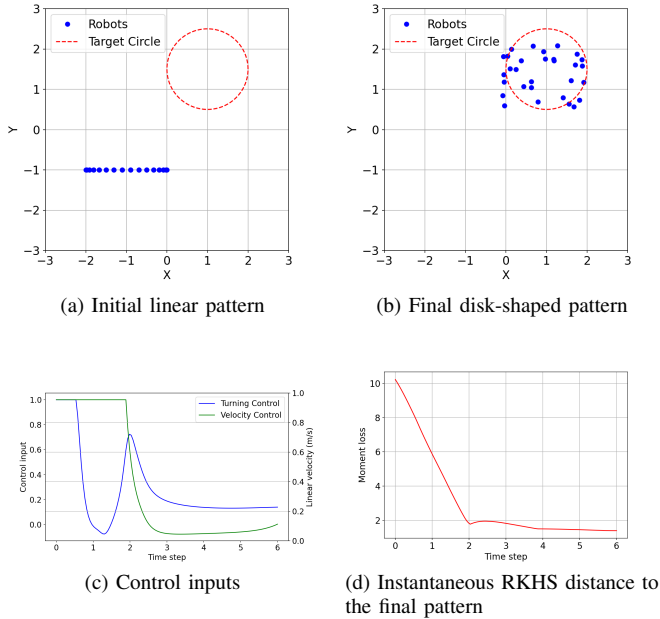 3
2
1
0
−1
−2
−3
Y
−3
−2
−1
0
1
2
3
X
Robots
Target Circle
(a) Initial linear pattern
3
2
1
0
−1
−2
−3
Y
−3
−2
−1
0
1
2
3
X
Robots
Target Circle
(b) Final disk-shaped pattern
1.0
0.8
0.6
0.4
0.2
0.0
Control input
0
1
2
3
4
5
6
Time step
1.0
0.8
0.6
0.4
0.2
0.0
Linear velocity (m/s)
Turning Control
Velocity Control
(c) Control inputs
10
8
6
4
2
Moment loss
0
1
2
3
4
5
6
Time step
(d) Instantaneous RKHS distance to
the final pattern